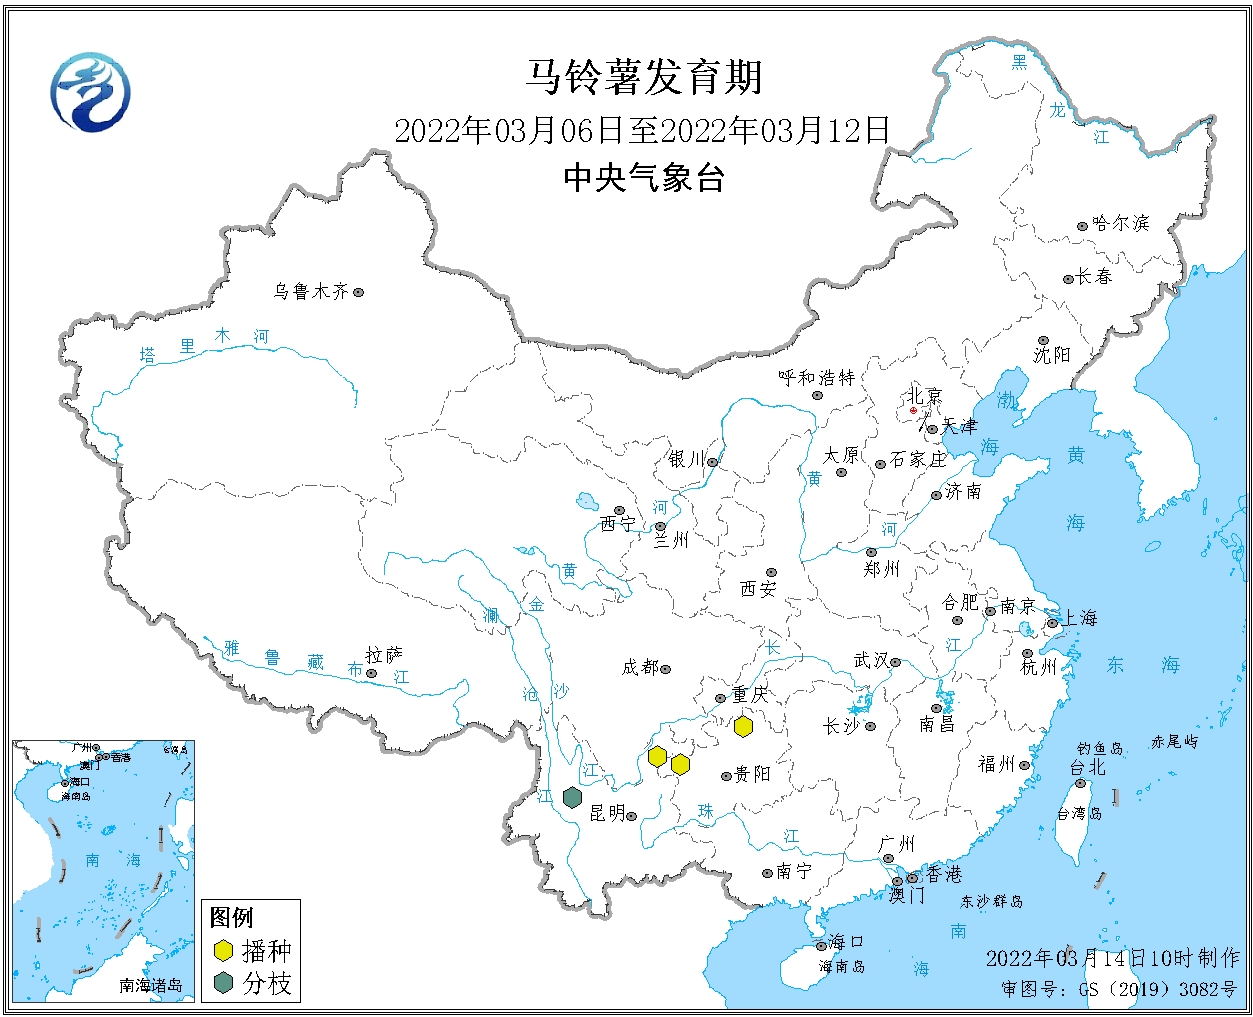 马铃薯发育期
2022年03月06日至2022年03月12日
中央气象台
黑
龙
江
哈尔滨
长春
乌鲁木齐
塔里木河
沈阳
呼和浩特
北京
天津
渤
海
银川
太原
石家庄
黄
海
黄
河
济南
西宁
河
兰州
河
郑州
黄
西安
金
澜
合肥
南京
上海
雅鲁藏布江
拉萨
成都
长
武汉
江
杭州
东海
沧
沙
重庆
长沙
南昌
钓鱼岛
赤尾屿
台北
福州
贵阳
江
江
昆明
珠
江
台湾岛
广州
南宁
香港
澳门
东沙群岛
南
海
海口
海南岛
广州
香港
澳门
海口
海南岛
台湾岛
南海
南海诸岛
图例
播种
分枝
2022年03月14日10时制作
审图号：GS（2019）3082号